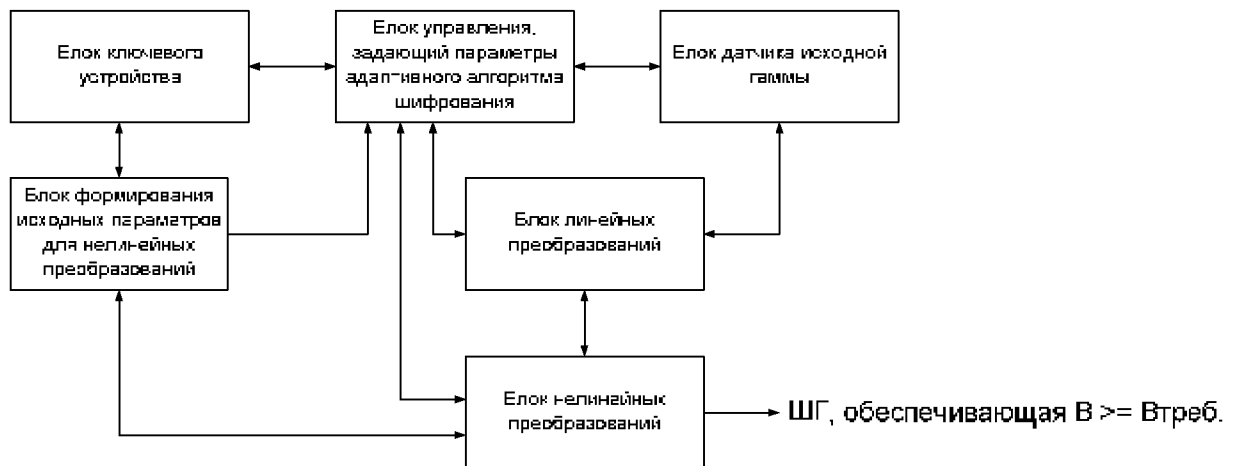 Блок ключевого
устройства
Блок управления,
задающий параметры
адаптивного алгоритма
шифрования
Блок датчика исходной
гаммы
Блок формирования
исходных параметров
для нелинейных
преобразований
Блок линейных
преобразований
Блок нелинейных
преобразований
ШГ, обеспечивающая В >= Втреб.